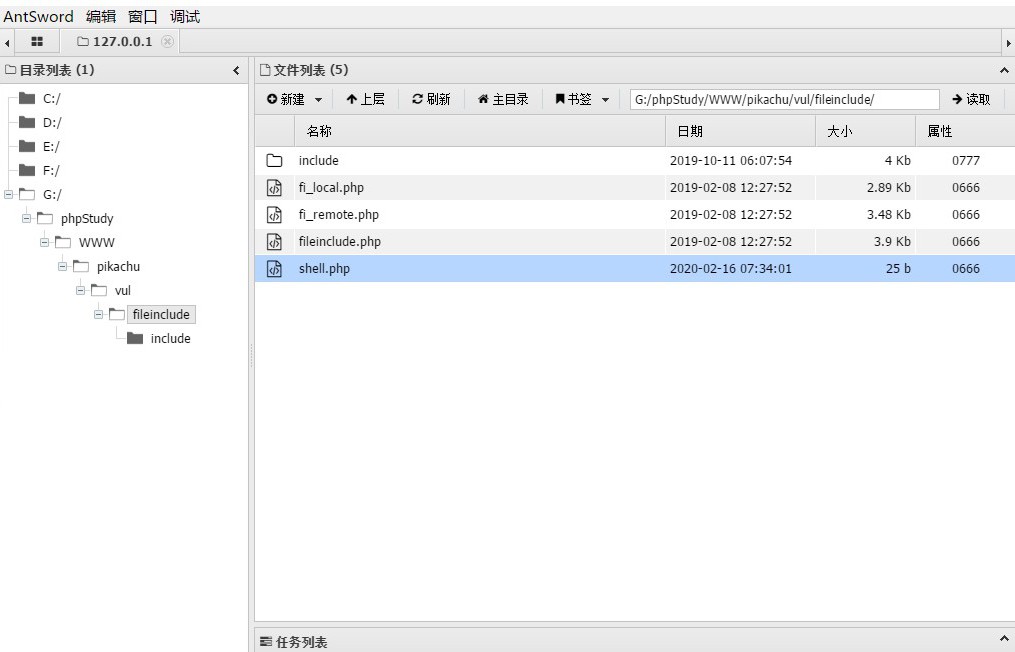 AntSword 编辑 窗口 调试
127.0.0.1
目录列表 (1)
C:/
D:/
E:/
F:/
G:/
phpStudy
WWW
pikachu
vul
fileinclude
include
文件列表 (5)
新建 上层 刷新 主目录 书签 G:/phpStudy/WWW/pikachu/vul/fileinclude/ 读取
名称 日期 大小 属性
include 2019-10-11 06:07:54 4 Kb 0777
fi_local.php 2019-02-08 12:27:52 2.89 Kb 0666
fi_remote.php 2019-02-08 12:27:52 3.48 Kb 0666
fileinclude.php 2019-02-08 12:27:52 3.9 Kb 0666
shell.php 2020-02-16 07:34:01 25 b 0666
任务列表